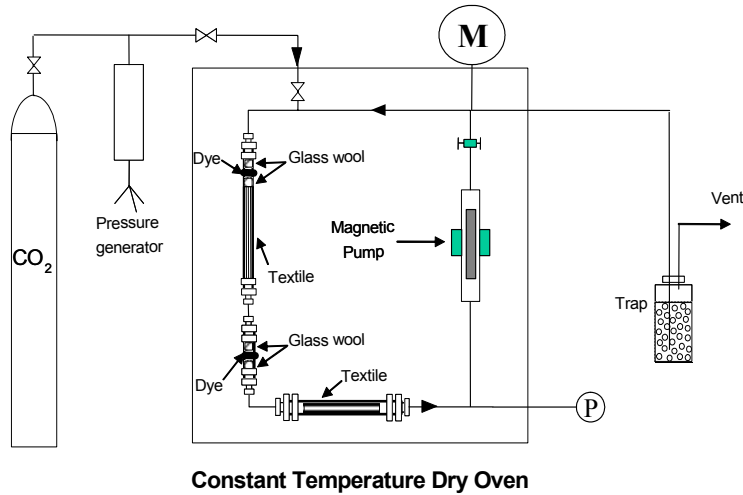 M
Dye
Glass wool
Vent
Pressure
generator
Magnetic
Pump
CO2
Textile
Trap
Glass wool
Dye
Textile
P
Constant Temperature Dry Oven